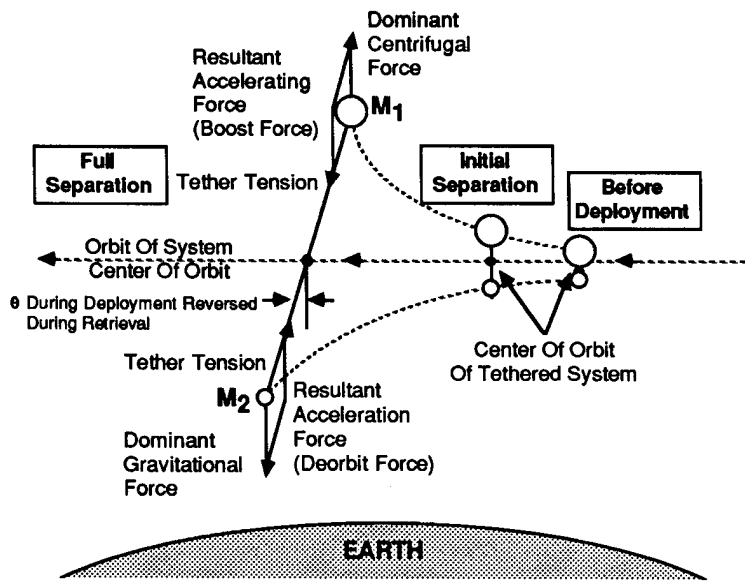 Dominant
Centrifugal
Force
Resultant
Accelerating
Force
(Boost Force)
M1
Full
Separation
Tether Tension
Initial
Separation
Before
Deployment
Orbit Of System
Center Of Orbit
θ During Deployment Reversed
During Retrieval
Tether Tension
Center Of Orbit
Of Tethered System
M2
Resultant
Acceleration
Force
(Deorbit Force)
Dominant
Gravitational
Force
EARTH